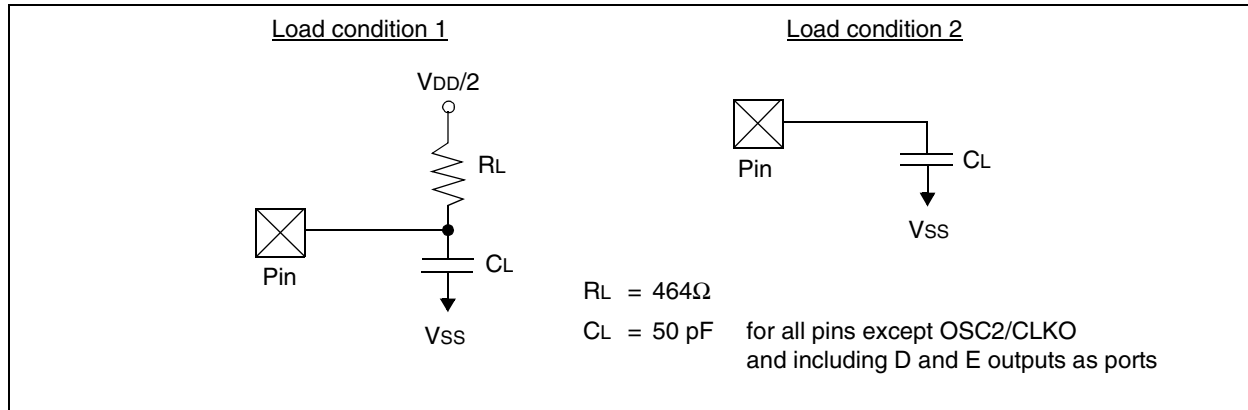 Load condition 1
VDD/2
RL
Pin
CL
VSS
Load condition 2
Pin
CL
VSS
RL = 464Ω
CL = 50 pF for all pins except OSC2/CLKO
and including D and E outputs as ports